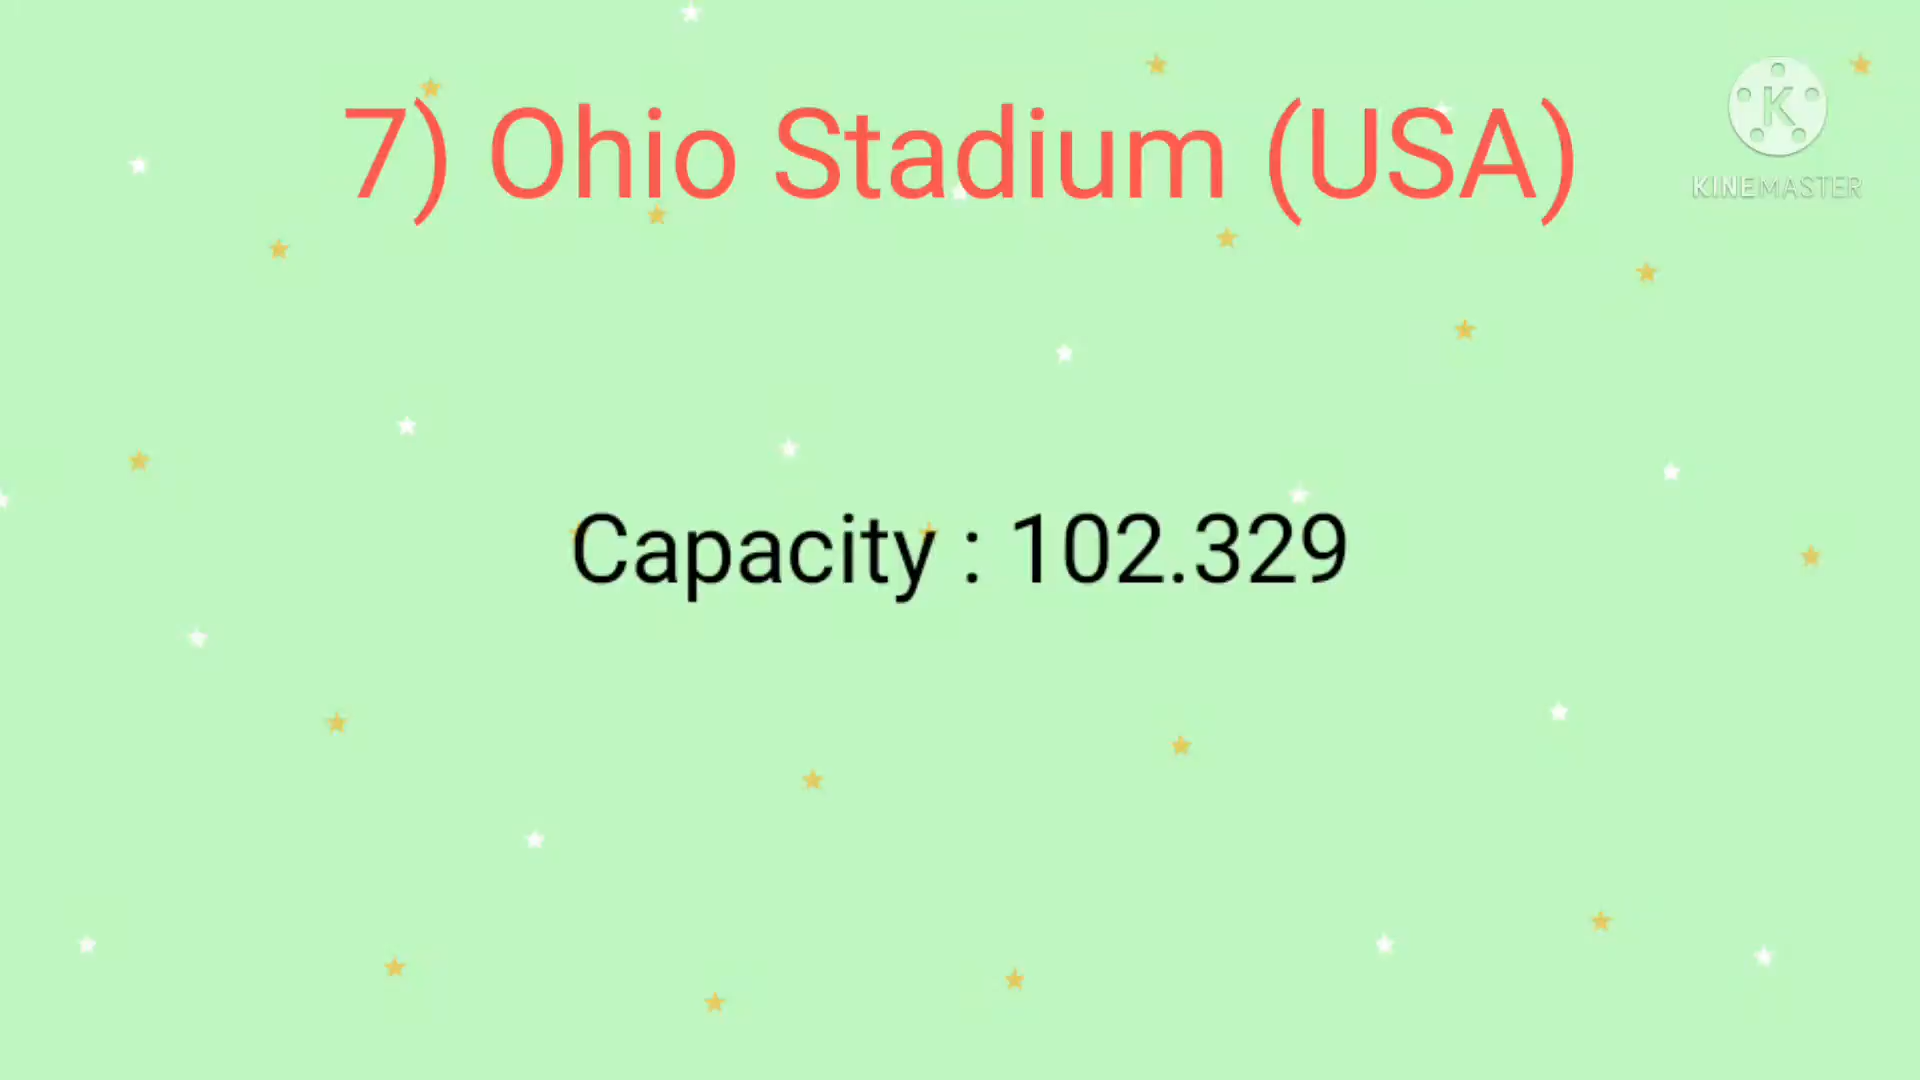 7) Ohio Stadium (USA)
K
KINEMASTER
Capacity : 102.329